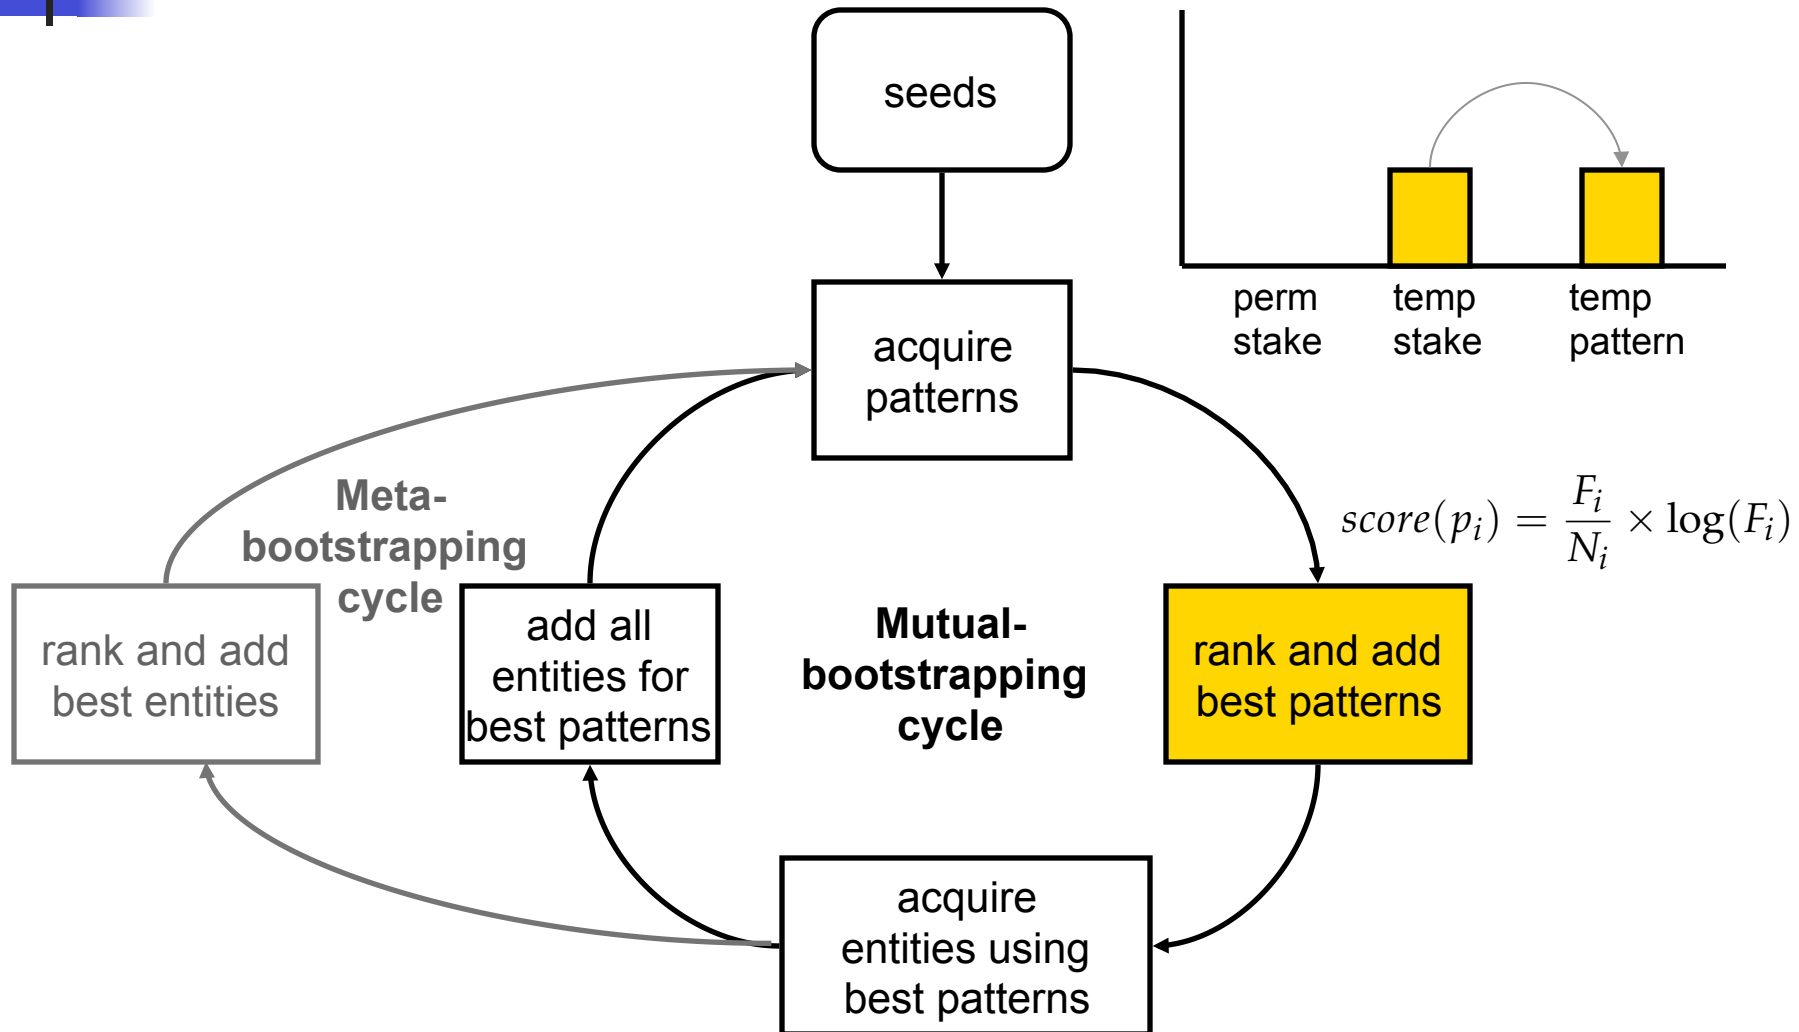 seeds
perm
stake
temp
stake
temp
pattern
acquire
patterns
score(p_i) = \frac{F_i}{N_i} × log(F_i)
Meta-
bootstrapping
cycle
rank and add
best entities
add all
entities for
best patterns
Mutual-
bootstrapping
cycle
rank and add
best patterns
acquire
entities using
best patterns